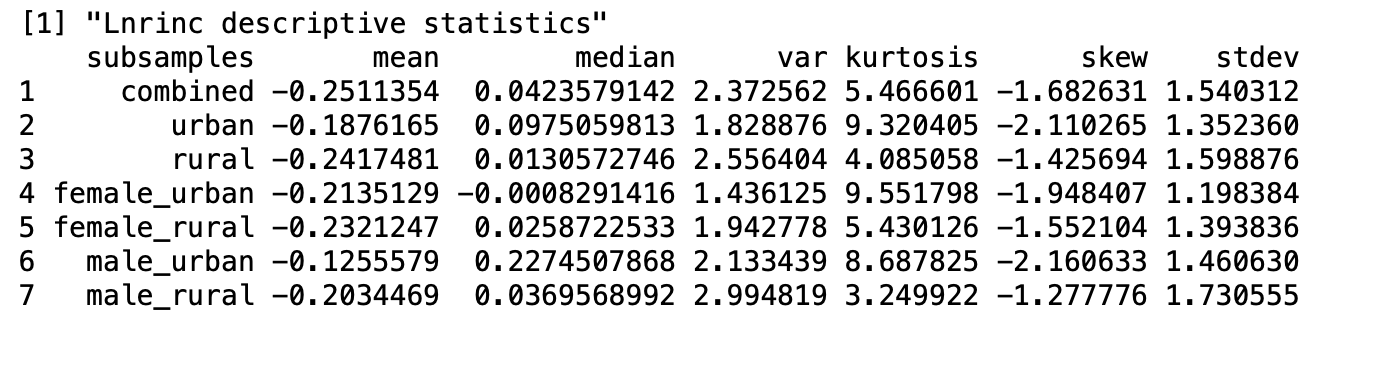 [1] "Lnrinc descriptive statistics"
subsamples mean median var kurtosis skew stdev
1 combined -0.2511354 0.0423579142 2.372562 5.466601 -1.682631 1.540312
2 urban -0.1876165 0.0975059813 1.828876 9.320405 -2.110265 1.352360
3 rural -0.2417481 0.0130572746 2.556404 4.085058 -1.425694 1.598876
4 female_urban -0.2135129 -0.0008291416 1.436125 9.551798 -1.948407 1.198384
5 female_rural -0.2321247 0.0258722533 1.942778 5.430126 -1.552104 1.393836
6 male_urban -0.1255579 0.2274507868 2.133439 8.687825 -2.160633 1.460630
7 male_rural -0.2034469 0.0369568992 2.994819 3.249922 -1.277776 1.730555